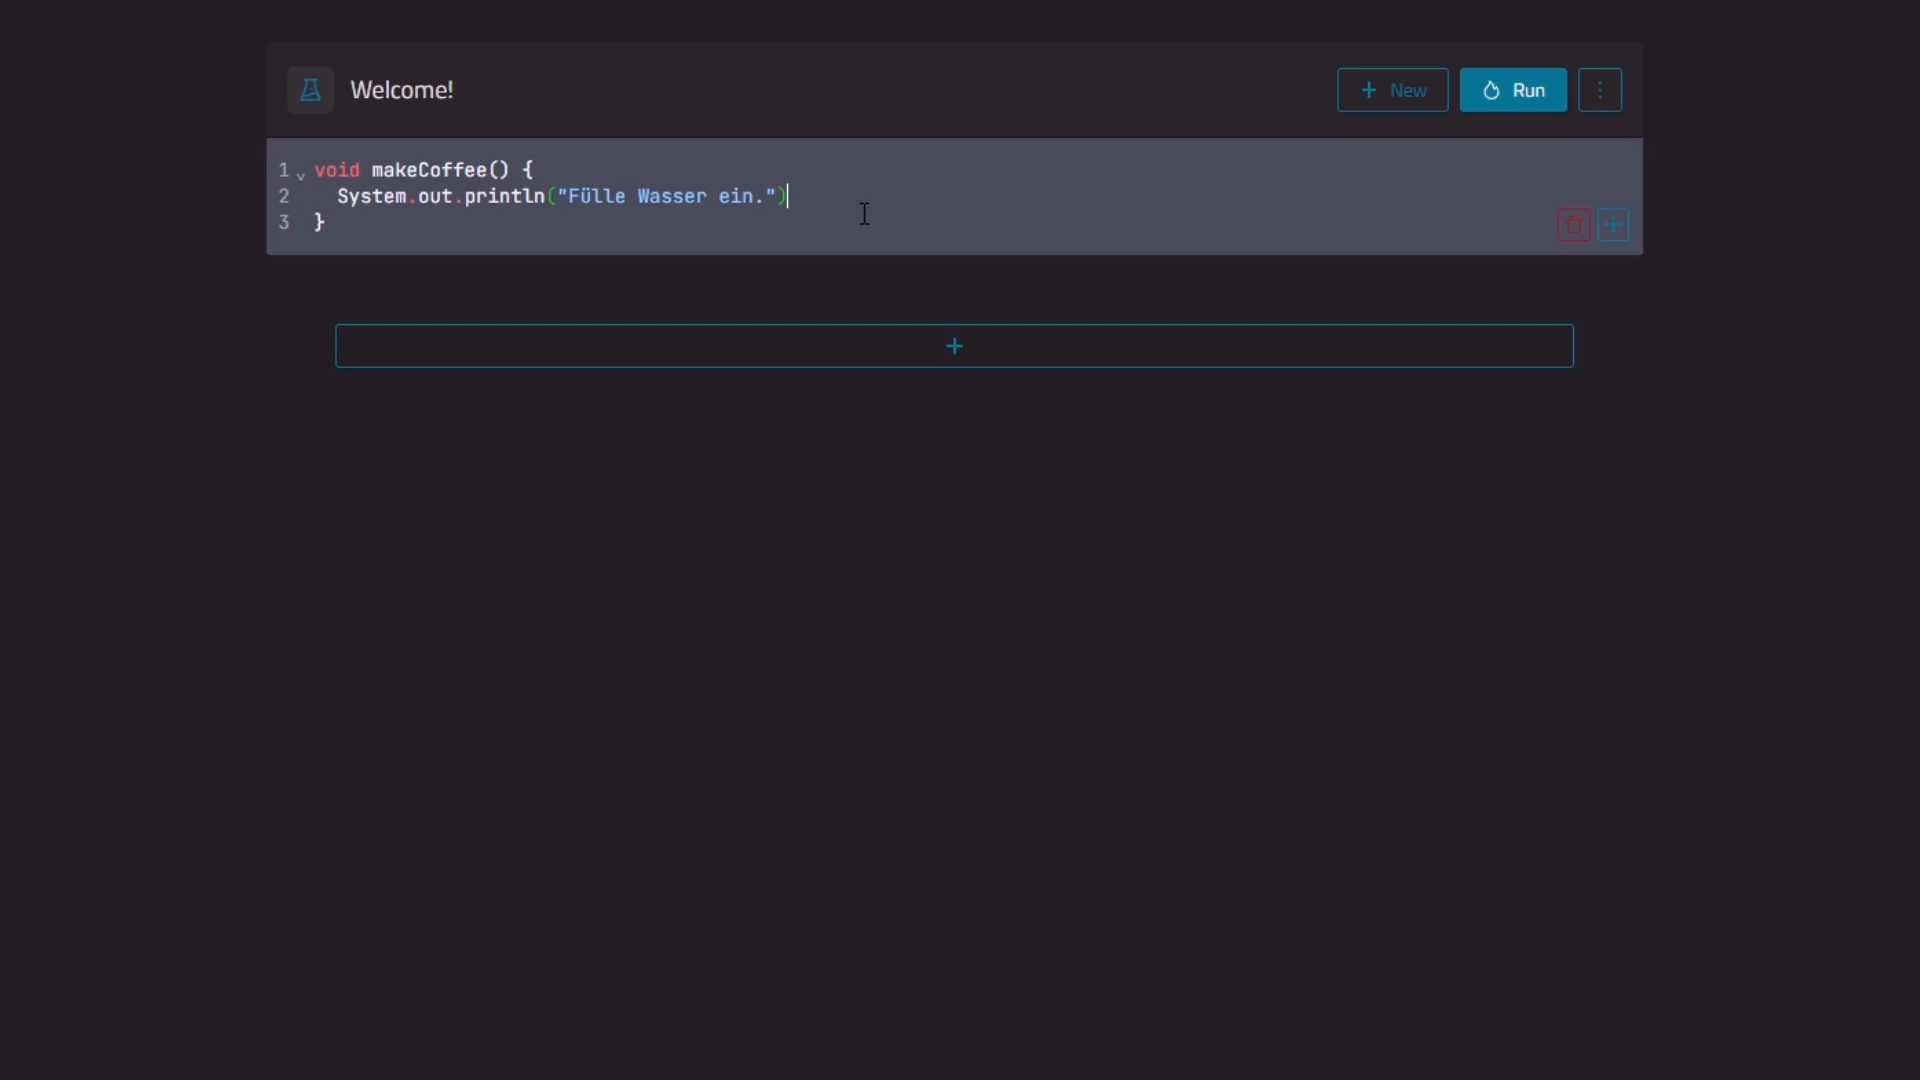 Welcome!
+ New
Run
1 void makeCoffee() {
2 System.out.println("Fülle Wasser ein.")
3 }
+